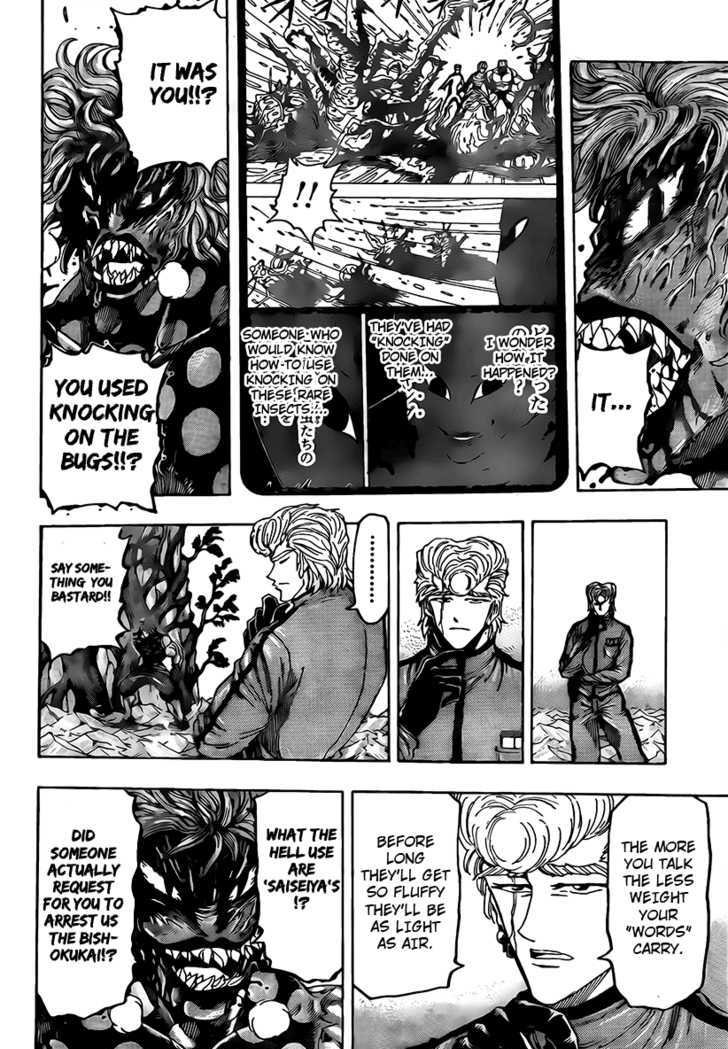 IT...
!!
I WONDER
HOW IT
HAPPENED?
THEY'VE HAD
"KNOCKING"
DONE ON
THEM...
SOMEONE WHO
WOULD KNOW
HOW TO USE
KNOCKING ON
THESE RARE
INSECTS...
IT WAS
YOU!!?
YOU USED
KNOCKING
ON THE
BUGS!!?
.........
SAY SOME-
THING YOU
BASTARD!!
THE MORE
YOU TALK
THE LESS
WEIGHT
YOUR
"WORDS"
CARRY.
BEFORE
LONG
THEY'LL GET
SO FLUFFY
THEY'LL BE
AS LIGHT
AS AIR.
WHAT THE
HELL USE
ARE
'SAISEIYA'S
!?
DID
SOMEONE
ACTUALLY
REQUEST
FOR YOU TO
ARREST US
THE BISH-
OKUKAI!?